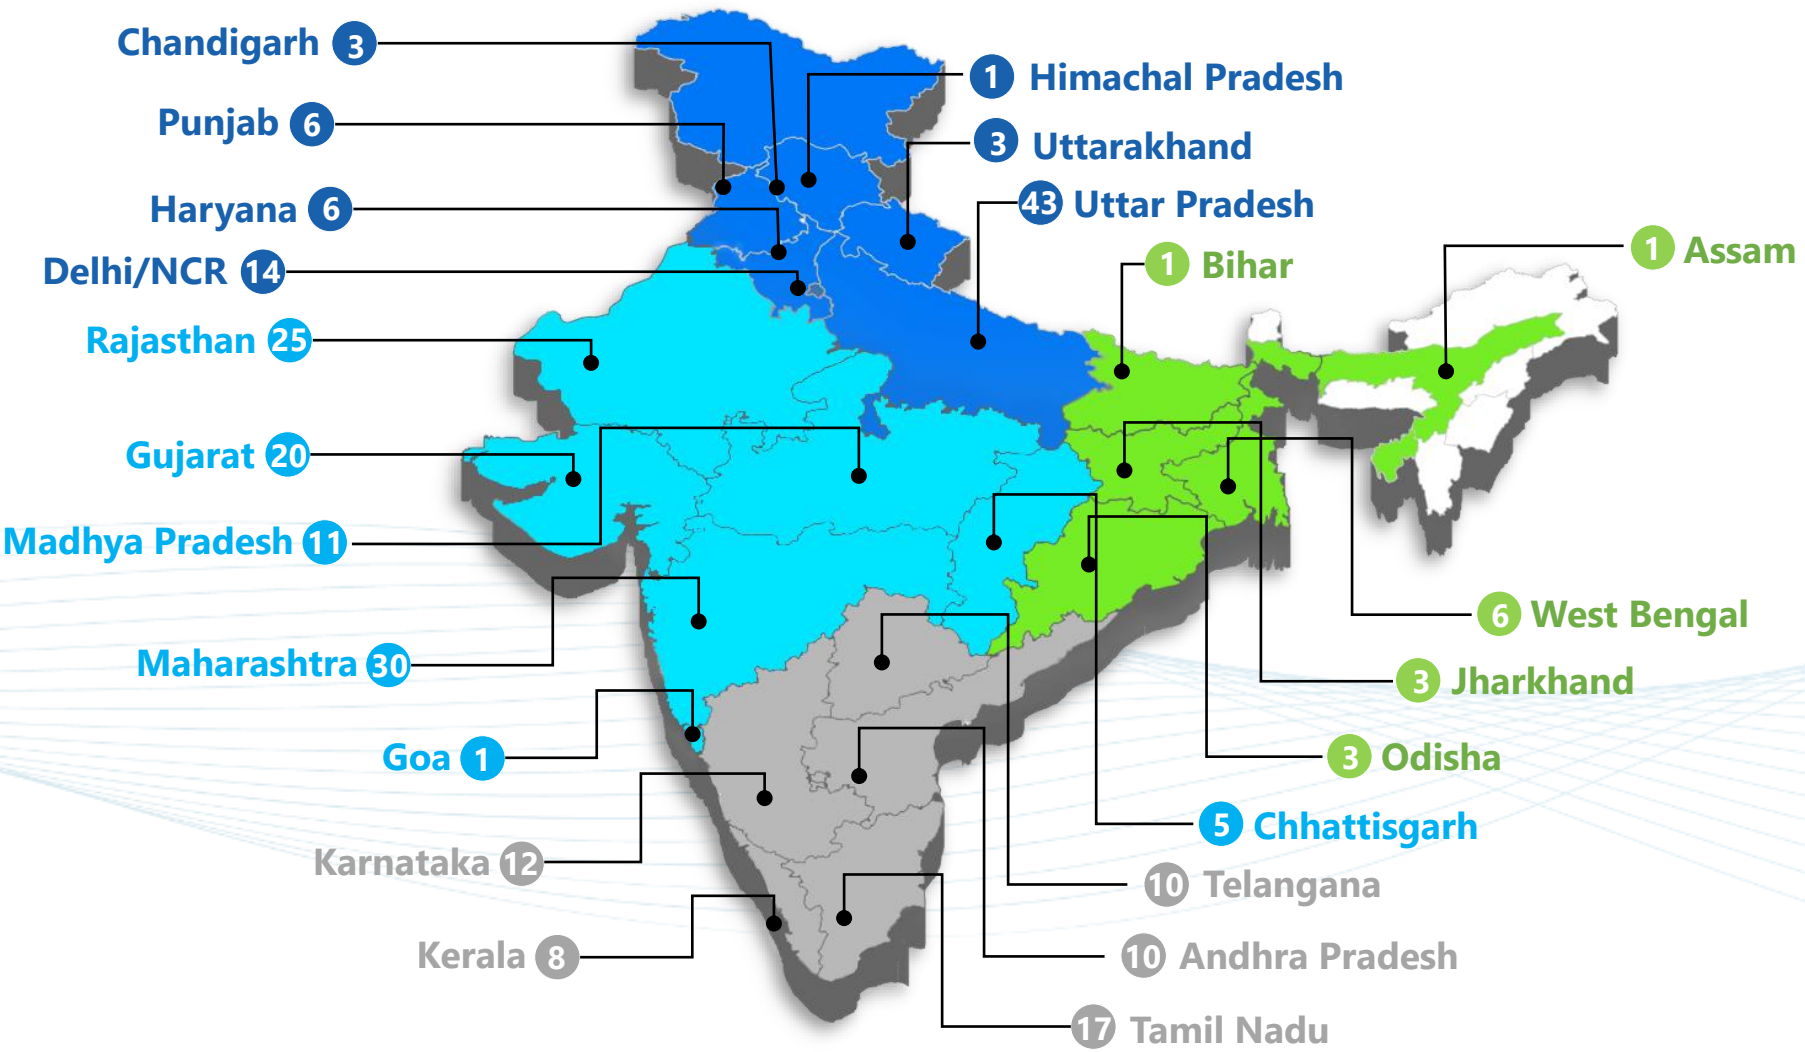 Chandigarh 3
Punjab 6
Haryana 6
Delhi/NCR 14
Rajasthan 25
Gujarat 20
Madhya Pradesh 11
Maharashtra 30
Goa 1
Karnataka 12
Kerala 8
1 Himachal Pradesh
3 Uttarakhand
43 Uttar Pradesh
1 Bihar
1 Assam
6 West Bengal
3 Jharkhand
3 Odisha
5 Chhattisgarh
10 Telangana
10 Andhra Pradesh
17 Tamil Nadu